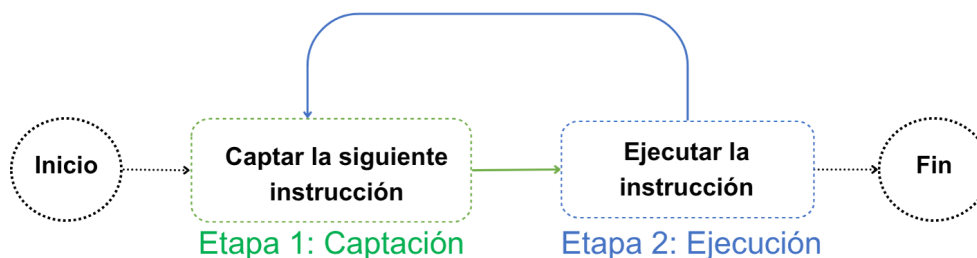 Inicio
Captar la siguiente
instrucción
Ejecutar la
instrucción
Fin
Etapa 1: Captación
Etapa 2: Ejecución